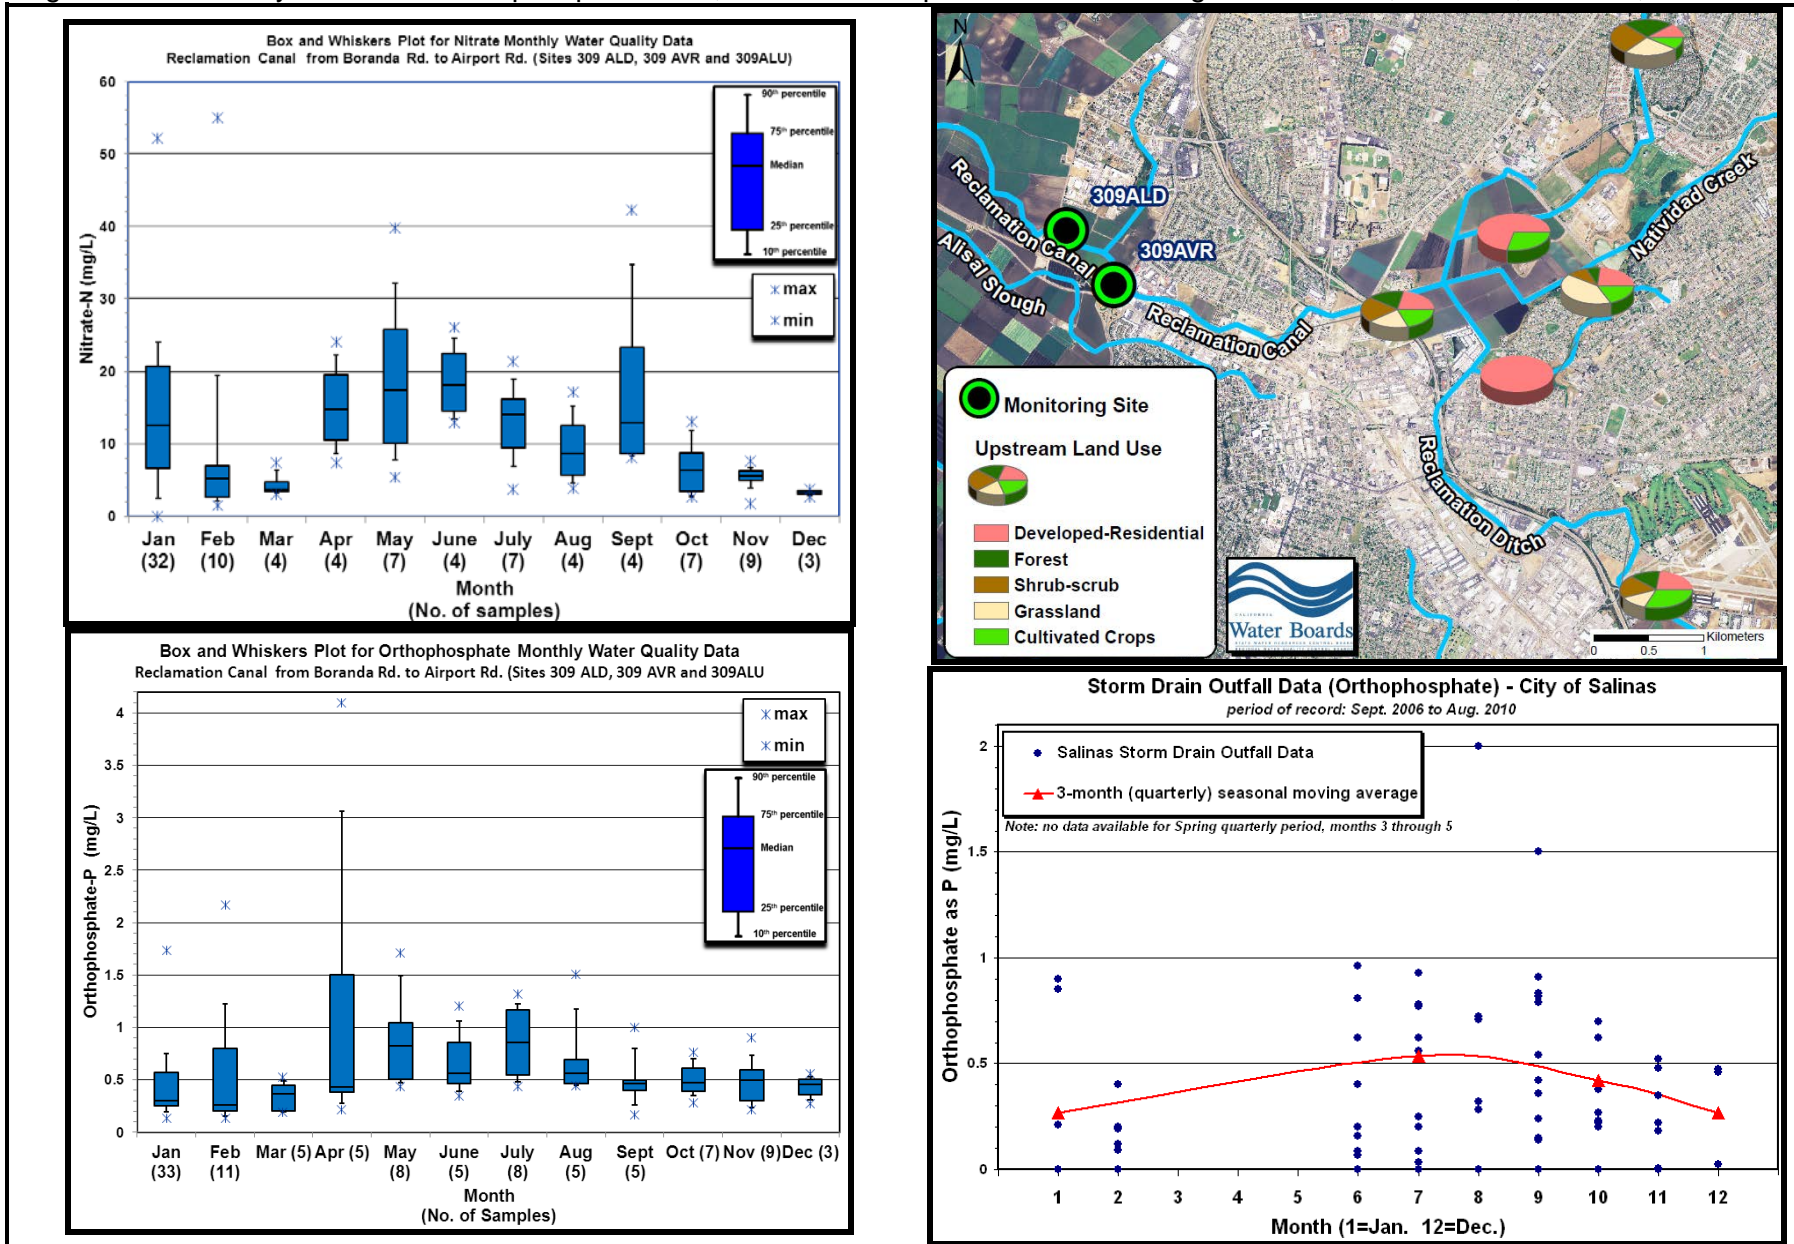 Box and Whiskers Plot for Nitrate Monthly Water Quality Data
Reclamation Canal from Boranda Rd. to Airport Rd. (Sites 309 ALD, 309 AVR and 309ALU)
60
50
40
30
20
10
0
Nitrate-N (mg/L)
90th percentile
75th percentile
Median
25th percentile
10th percentile
max
min
Jan Feb Mar Apr May June July Aug Sept Oct Nov Dec
(32) (10) (4) (4) (7) (4) (7) (4) (4) (7) (9) (3)
Month
(No. of samples)
N
309ALD
309AVR
Reclamation Canal
Alisal Slough
Reclamation Canal
Natividad Creek
Reclamation Ditch
Monitoring Site
Upstream Land Use
Developed-Residential
Forest
Shrub-scrub
Grassland
Cultivated Crops
CALIFORNIA
Water Boards
Kilometers
0 0.5 1
Box and Whiskers Plot for Orthophosphate Monthly Water Quality Data
Reclamation Canal from Boranda Rd. to Airport Rd. (Sites 309 ALD, 309 AVR and 309ALU
4
3.5
3
2.5
2
1.5
1
0.5
0
Orthophosphate-P (mg/L)
max
min
90th percentile
75th percentile
Median
25th percentile
10th percentile
Jan Feb Mar (5) Apr (5) May June July Aug Sept Oct (7) Nov (9) Dec (3)
(33) (11) (8) (5) (8) (5) (5)
Month
(No. of Samples)
Storm Drain Outfall Data (Orthophosphate) - City of Salinas
period of record: Sept. 2006 to Aug. 2010
Salinas Storm Drain Outfall Data
3-month (quarterly) seasonal moving average
Note: no data available for Spring quarterly period, months 3 through 5
2
1.5
1
0.5
0
Orthophosphate as P (mg/L)
1 2 3 4 5 6 7 8 9 10 11 12
Month (1=Jan. 12=Dec.)